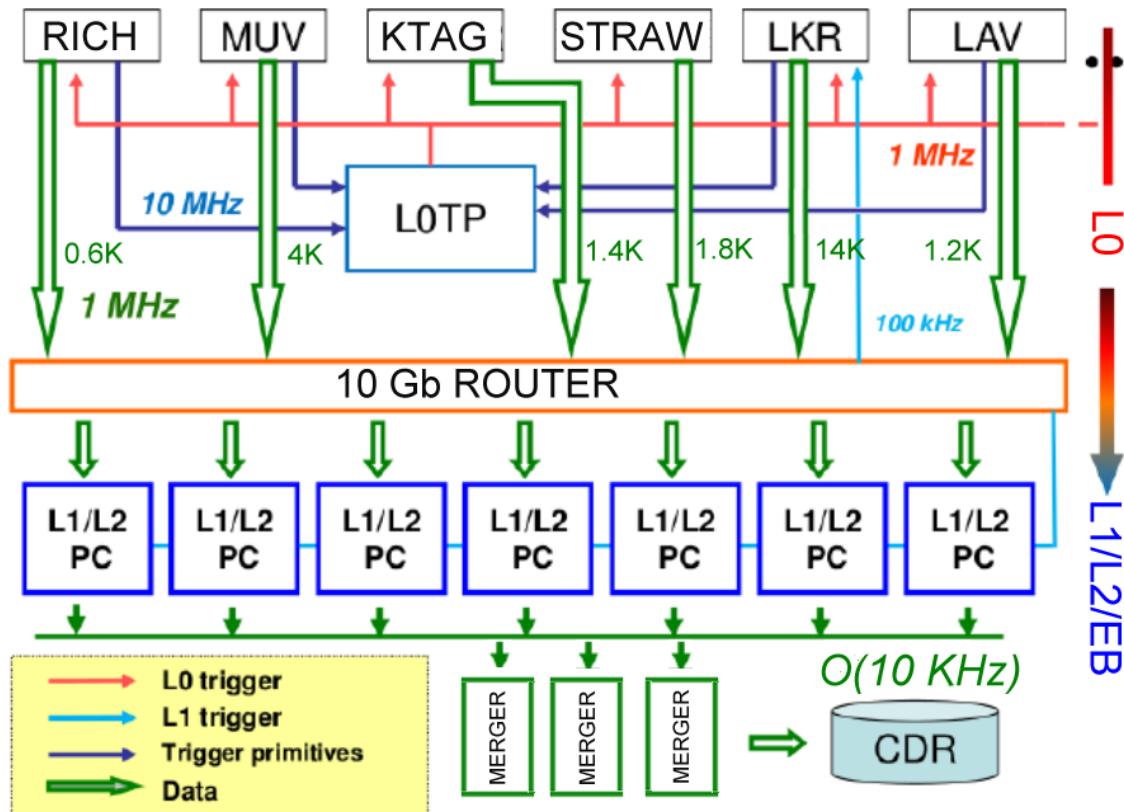 RICH
MUV
KTAG
STRAW
LKR
LAV
1 MHz
10 MHz
L0TP
L0
0.6K
4K
1.4K
1.8K
14K
1.2K
1 MHz
100 kHz
10 Gb ROUTER
L1/L2
PC
L1/L2
PC
L1/L2
PC
L1/L2
PC
L1/L2
PC
L1/L2
PC
L1/L2
PC
L1/L2/EB
L0 trigger
L1 trigger
Trigger primitives
Data
MERGER
MERGER
MERGER
O(10 KHz)
CDR